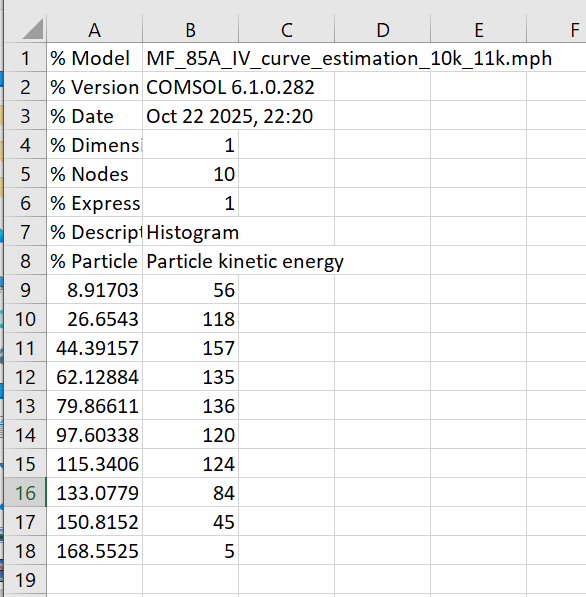 A B C D E F
1 % Model MF_85A_IV_curve_estimation_10k_11k.mph
2 % Version COMSOL 6.1.0.282
3 % Date Oct 22 2025, 22:20
4 % Dimensi 1
5 % Nodes 10
6 % Express 1
7 % Descript Histogram
8 % Particle Particle kinetic energy
9 8.91703 56
10 26.6543 118
11 44.39157 157
12 62.12884 135
13 79.86611 136
14 97.60338 120
15 115.3406 124
16 133.0779 84
17 150.8152 45
18 168.5525 5
19